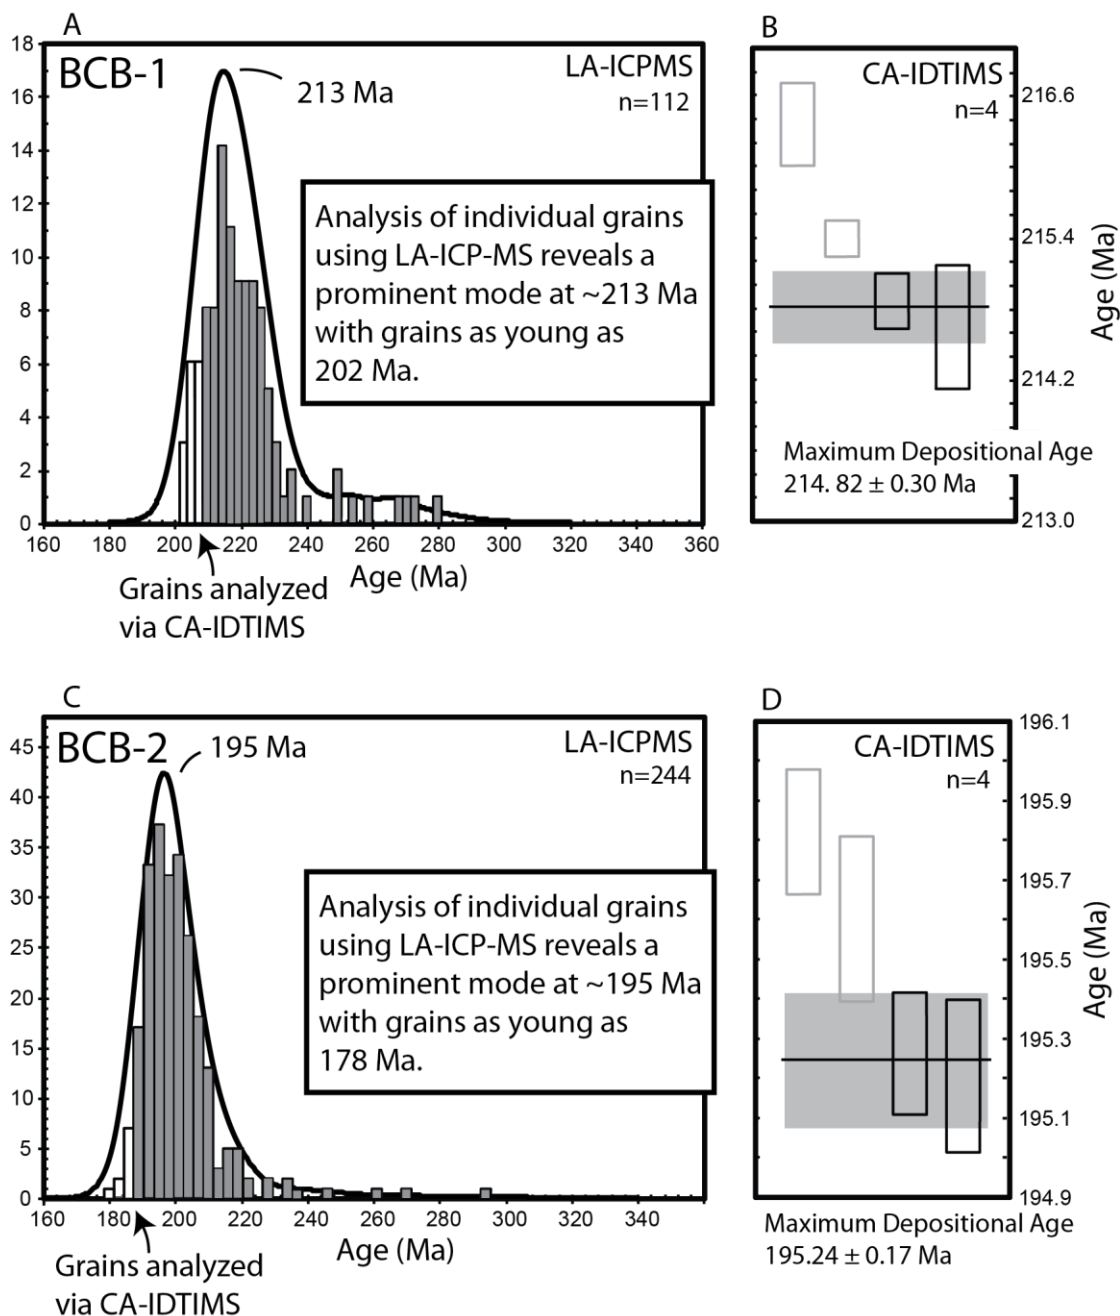 A
BCB-1
213 Ma
LA-ICPMS
n=112
18
16
14
12
10
8
6
4
2
0
Analysis of individual grains
using LA-ICP-MS reveals a
prominent mode at ~213 Ma
with grains as young as
202 Ma.
160 180 200 220 240 260 280 300 320 340 360
Age (Ma)
Grains analyzed
via CA-IDTIMS
B
CA-IDTIMS
n=4
216.6
215.4
214.2
213.0
Age (Ma)
Maximum Depositional Age
214. 82 ± 0.30 Ma
C
BCB-2
195 Ma
LA-ICPMS
n=244
45
40
35
30
25
20
15
10
5
0
Analysis of individual grains
using LA-ICP-MS reveals a
prominent mode at ~195 Ma
with grains as young as
178 Ma.
160 180 200 220 240 260 280 300 320 340
Age (Ma)
Grains analyzed
via CA-IDTIMS
D
CA-IDTIMS
n=4
196.1
195.9
195.7
195.5
195.3
195.1
194.9
Age (Ma)
Maximum Depositional Age
195.24 ± 0.17 Ma